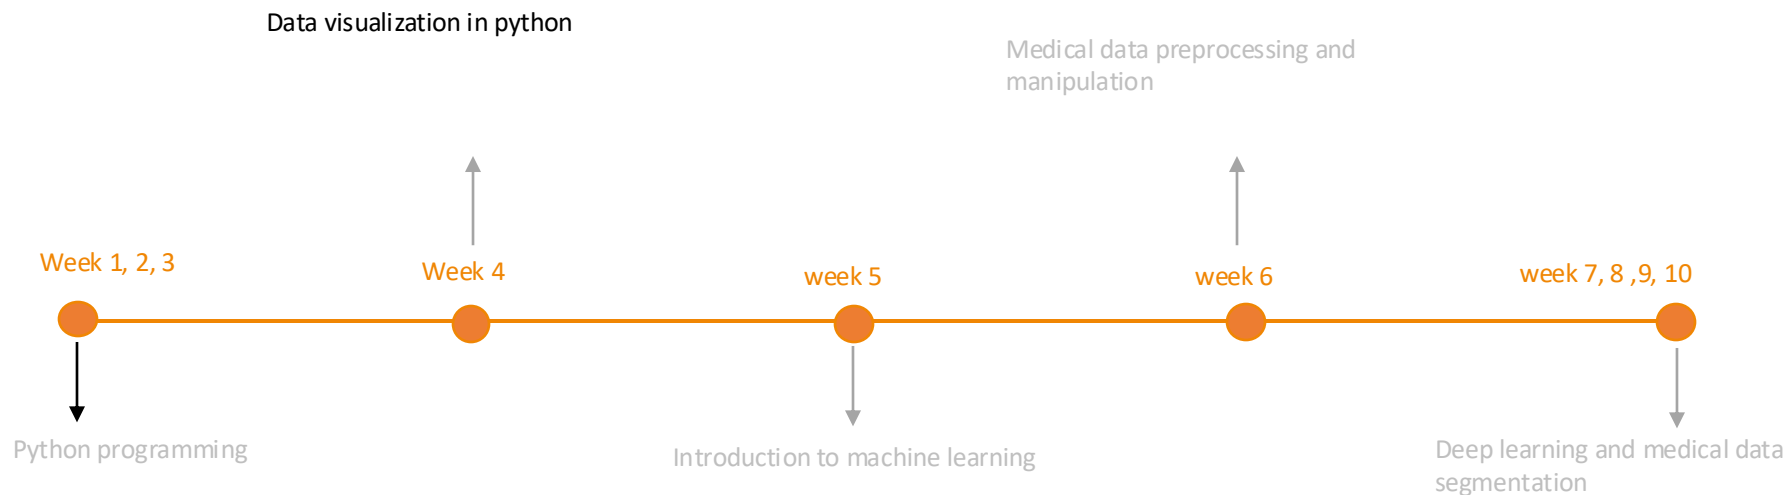 Data visualization in python
Medical data preprocessing and
manipulation
Week 1, 2, 3
Week 4
week 5
week 6
week 7, 8 ,9, 10
Python programming
Introduction to machine learning
Deep learning and medical data
segmentation